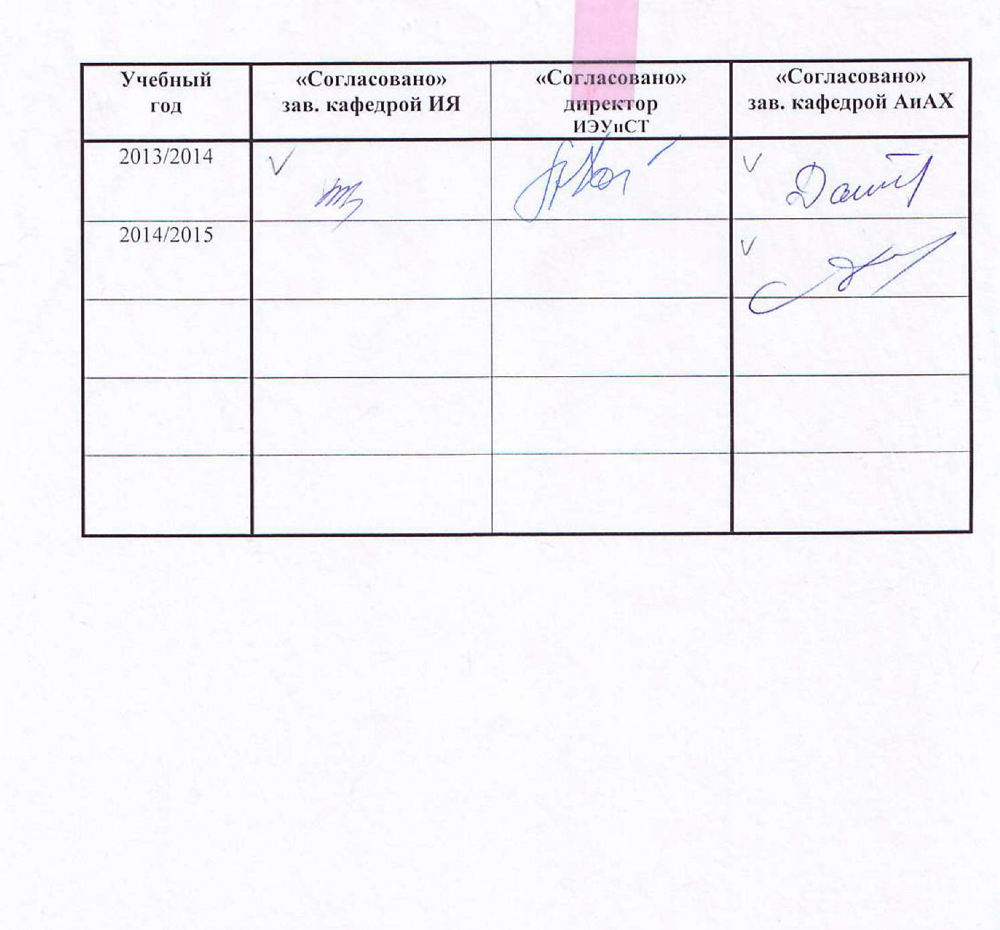 Учебный
год
«Согласовано»
зав. кафедрой ИЯ
«Согласовано»
директор
ИЭУиСТ
«Согласовано»
зав. кафедрой АиАХ
2013/2014
2014/2015